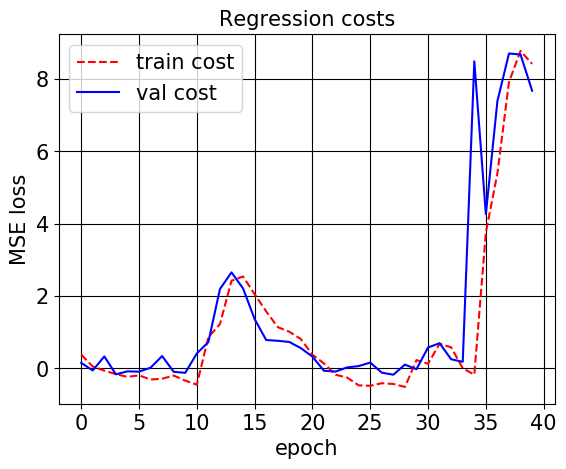 Regression costs
train cost
val cost
MSE loss
8
6
4
2
0
0 5 10 15 20 25 30 35 40
epoch